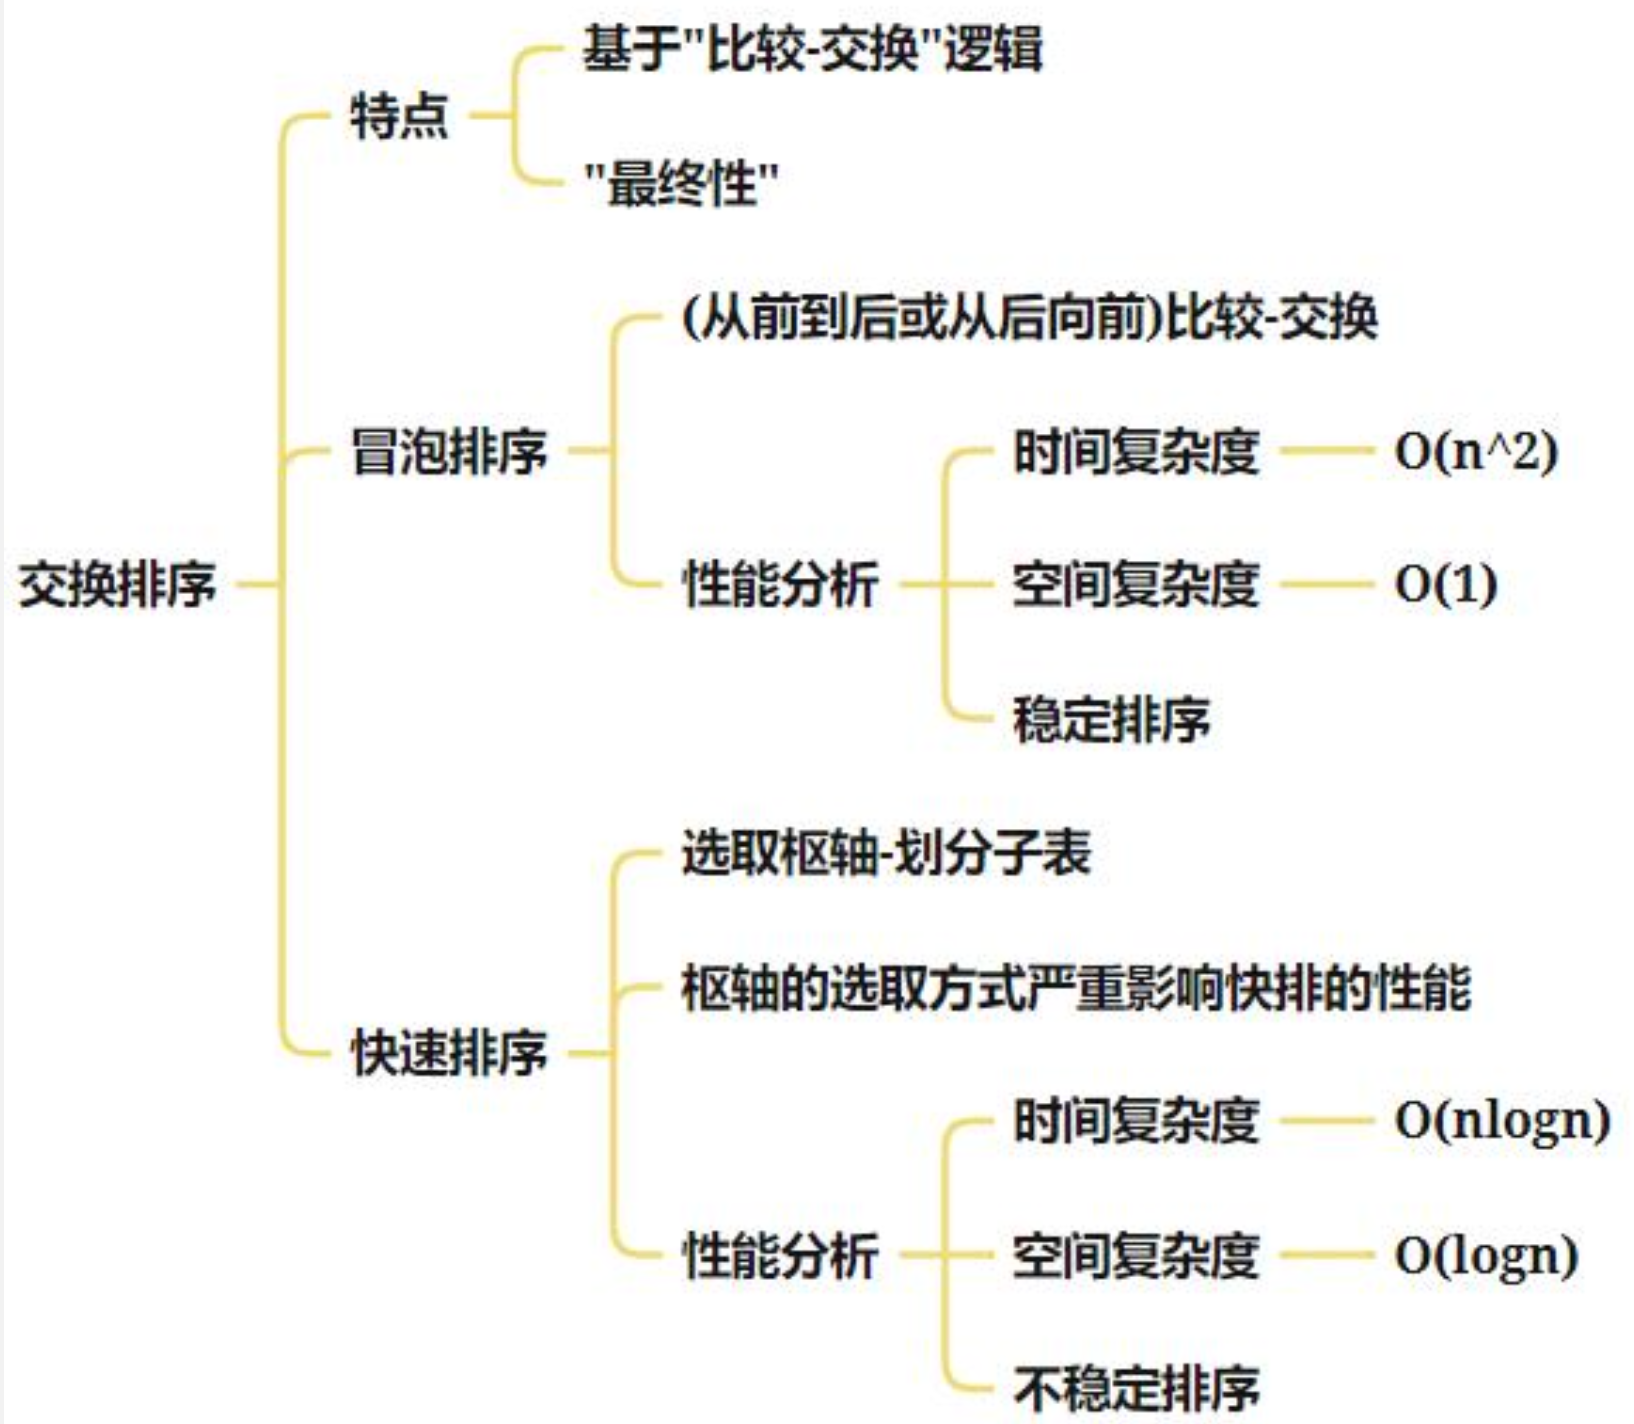 基于"比较-交换"逻辑
特点
"最终性"
(从前到后或从后向前)比较-交换
冒泡排序
时间复杂度
O(n^2)
交换排序
性能分析
空间复杂度
O(1)
稳定排序
选取枢轴-划分子表
枢轴的选取方式严重影响快排的性能
快速排序
时间复杂度
O(nlogn)
性能分析
空间复杂度
O(logn)
不稳定排序